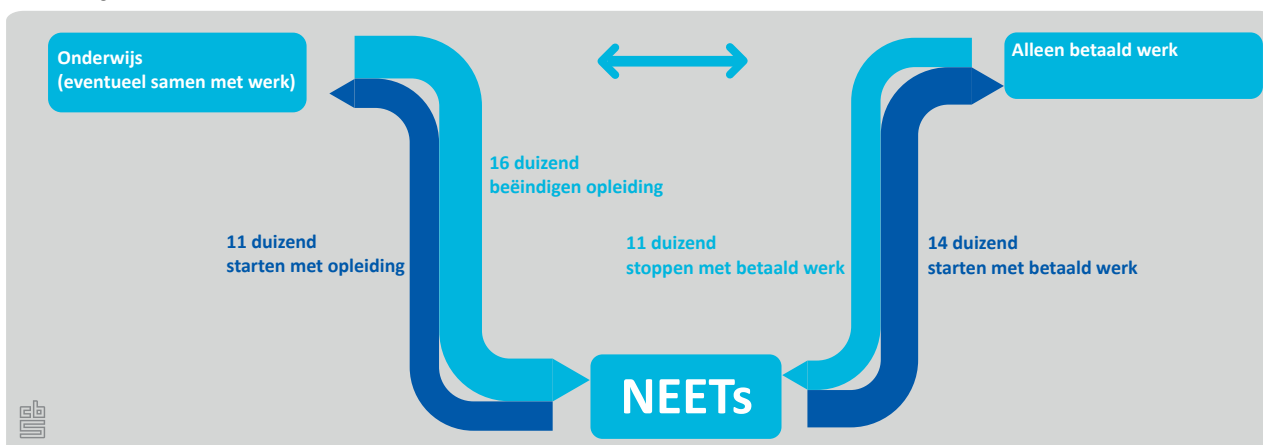 Onderwijs
(eventueel samen met werk)
Alleen betaald werk
16 duizend
beëindigen opleiding
11 duizend
starten met opleiding
11 duizend
stoppen met betaald werk
14 duizend
starten met betaald werk
NEETs
cbs